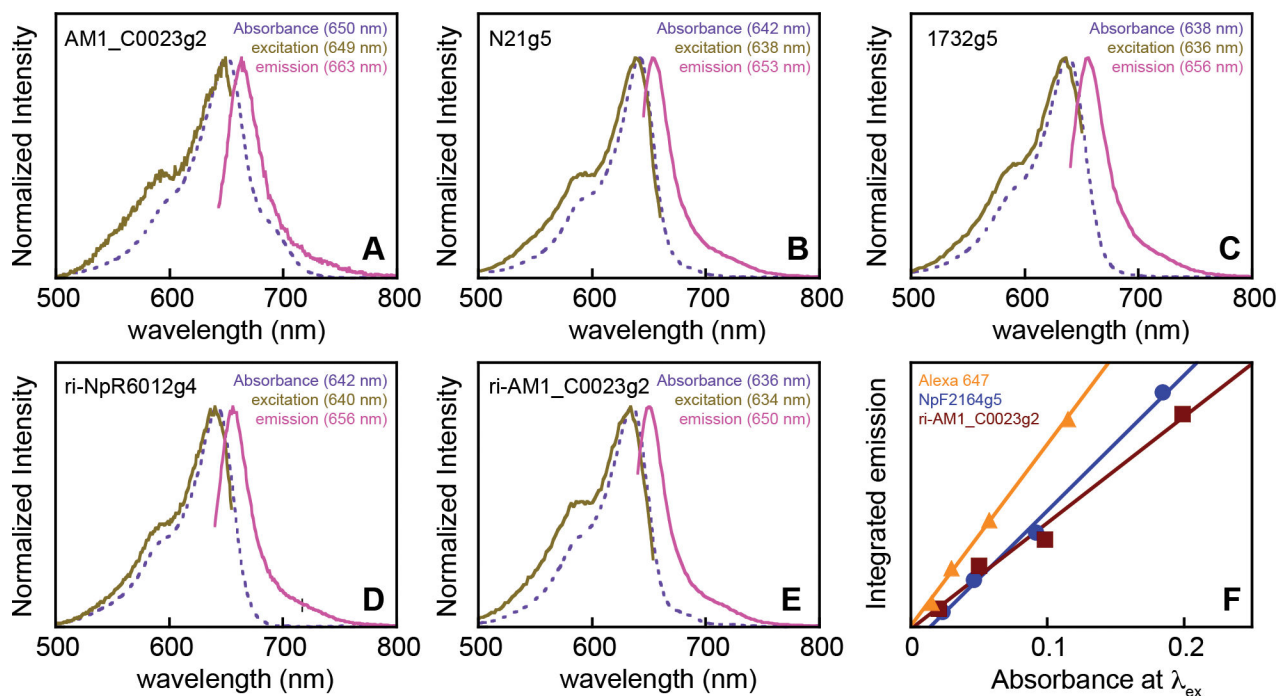 AM1_C0023g2
Absorbance (650 nm)
excitation (649 nm)
emission (663 nm)
Normalized Intensity
A
500 600 700 800
wavelength (nm)
N21g5
Absorbance (642 nm)
excitation (638 nm)
emission (653 nm)
Normalized Intensity
B
500 600 700 800
wavelength (nm)
1732g5
Absorbance (638 nm)
excitation (636 nm)
emission (656 nm)
Normalized Intensity
C
500 600 700 800
wavelength (nm)
ri-NpR6012g4
Absorbance (642 nm)
excitation (640 nm)
emission (656 nm)
Normalized Intensity
D
500 600 700 800
wavelength (nm)
ri-AM1_C0023g2
Absorbance (636 nm)
excitation (634 nm)
emission (650 nm)
Normalized Intensity
E
500 600 700 800
wavelength (nm)
Alexa 647
NpF2164g5
ri-AM1_C0023g2
Integrated emission
F
0 0.1 0.2
Absorbance at λex